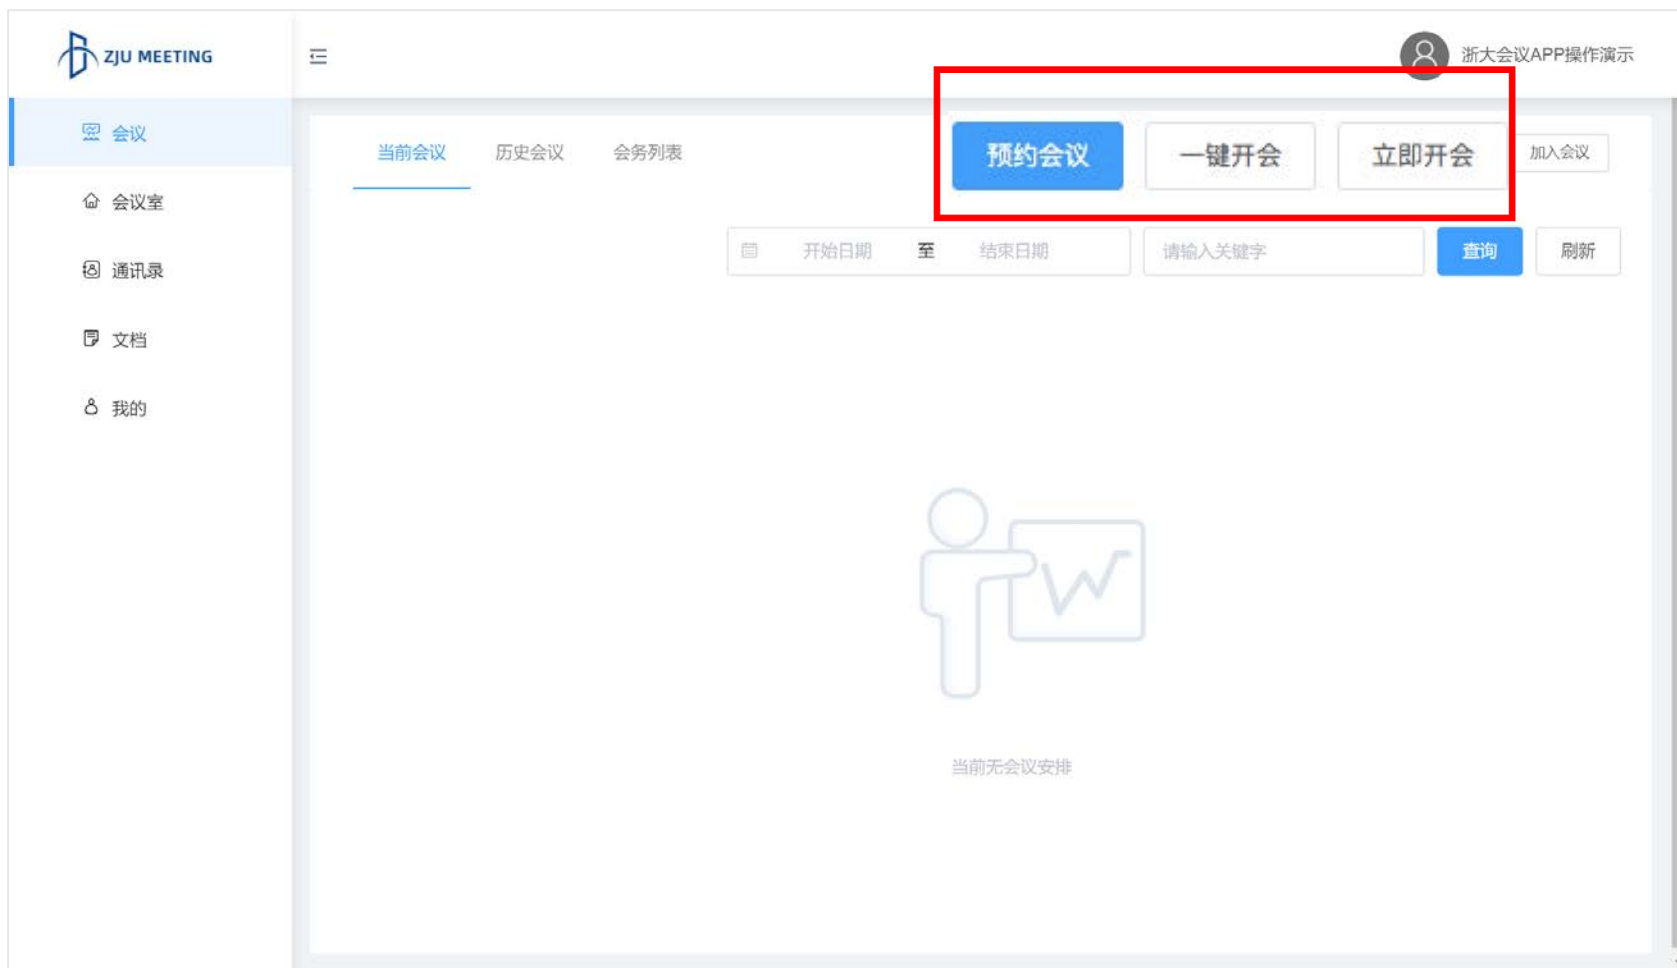 ZJU MEETING
浙大会议APP操作演示
会议
会议室
通讯录
文档
我的
当前会议 历史会议 会务列表 预约会议 一键开会 立即开会 加入会议
开始日期 至 结束日期 请输入关键字 查询 刷新
当前无会议安排